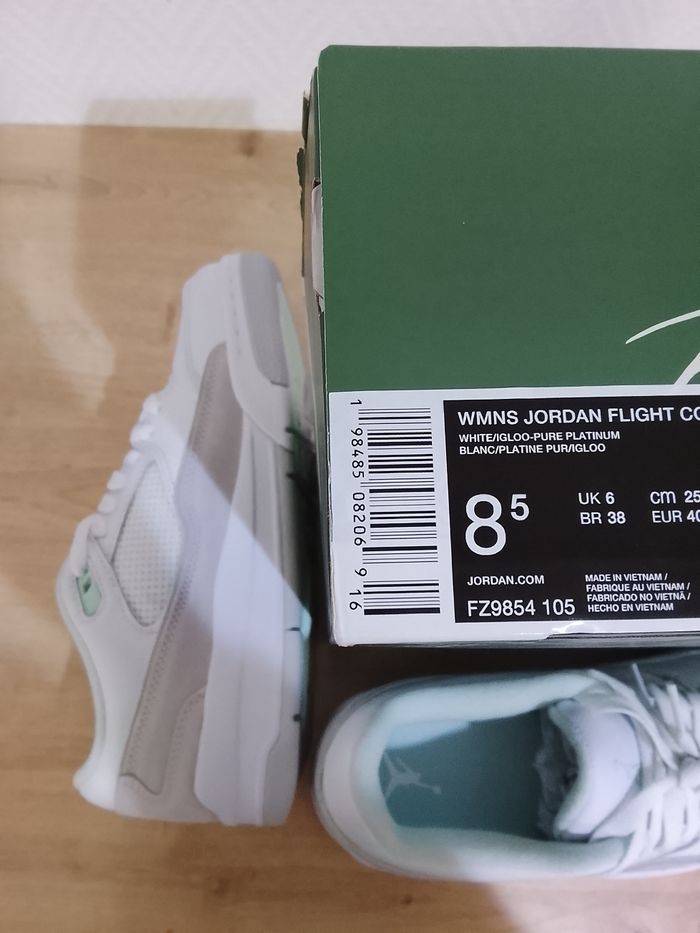 WMNS JORDAN FLIGHT
WHITE/IGLOO-PURE PLATINUM
BLANC/PLATINE PUR/IGLOO
8 5
UK 6 cm 25
BR 38 EUR 40
JORDAN.COM
FZ9854 105
MADE IN VIETNAM /
FABRIQUE AU VIETNAM /
FABRICADO NO VIETNÃ /
HECHO EN VIETNAM
1 98485 08206 9 16